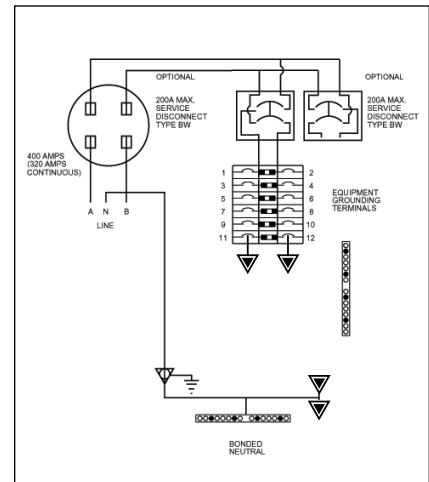 OPTIONAL
200A MAX.
SERVICE
DISCONNECT
TYPE BW
OPTIONAL
200A MAX.
SERVICE
DISCONNECT
TYPE BW
400 AMPS
(320 AMPS
CONTINUOUS)
A N B
LINE
1 2
3 4
5 6
7 8
9 10
11 12
EQUIPMENT
GROUNDING
TERMINALS
BONDED
NEUTRAL